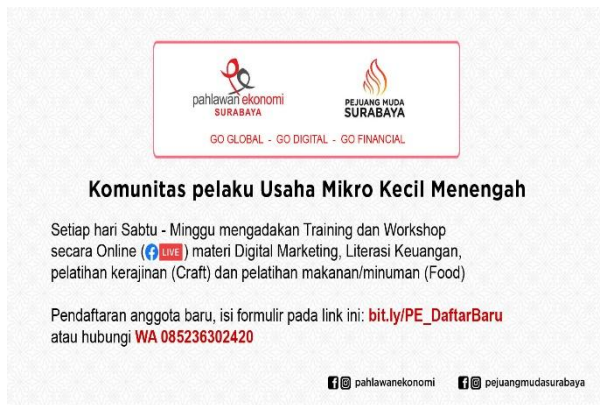 pahlawan ekonomi
SURABAYA
PEJUANG MUDA
SURABAYA
GO GLOBAL - GO DIGITAL - GO FINANCIAL
Komunitas pelaku Usaha Mikro Kecil Menengah
Setiap hari Sabtu - Minggu mengadakan Training dan Workshop
secara Online (f LIVE) materi Digital Marketing, Literasi Keuangan,
pelatihan kerajinan (Craft) dan pelatihan makanan/minuman (Food)
Pendaftaran anggota baru, isi formulir pada link ini: bit.ly/PE_DaftarBaru
atau hubungi WA 085236302420
pahlawanekonomi
pejuangmudasurabaya